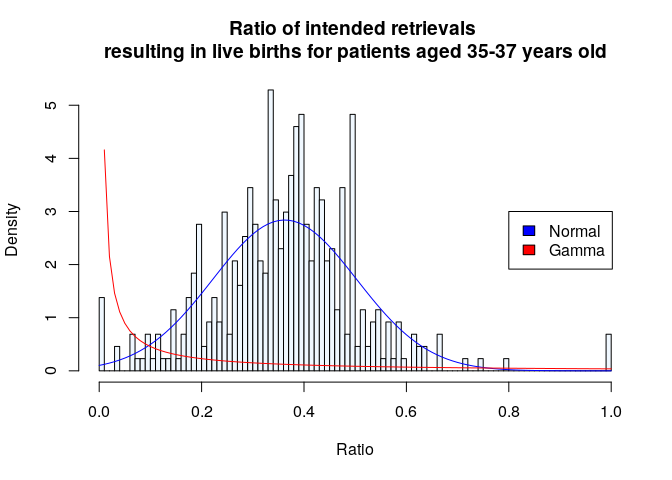 Ratio of intended retrievals
resulting in live births for patients aged 35-37 years old
Density
5
4
3
2
1
0
Normal
Gamma
0.0 0.2 0.4 0.6 0.8 1.0
Ratio